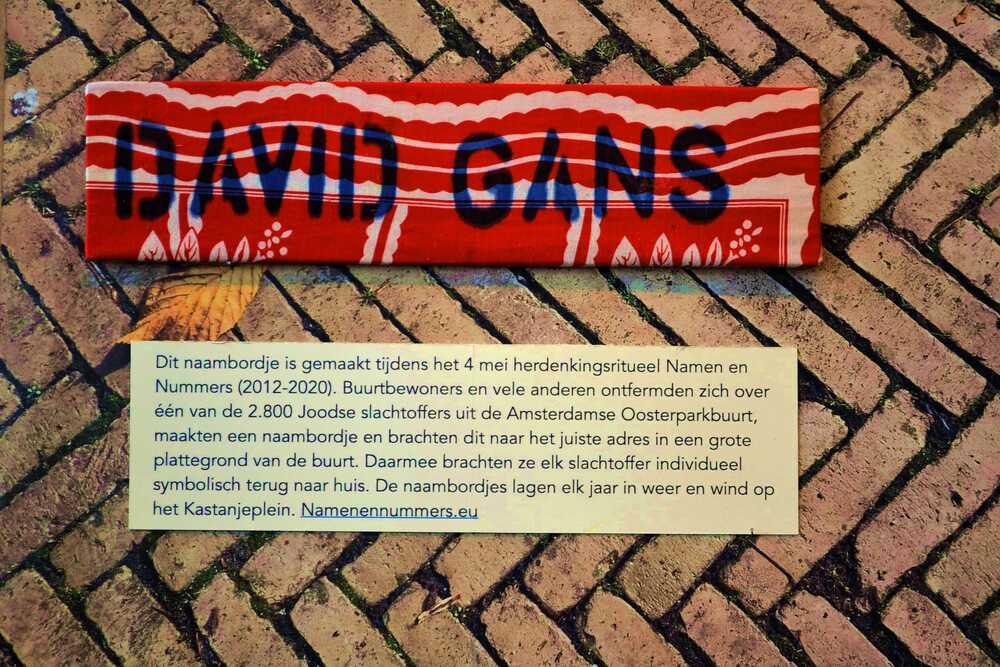 DAVID GANS
Dit naambordje is gemaakt tijdens het 4 mei herdenkingsritueel Namen en
Nummers (2012-2020). Buurtbewoners en vele anderen ontfermden zich over
één van de 2.800 Joodse slachtoffers uit de Amsterdamse Oosterparkbuurt,
maakten een naambordje en brachten dit naar het juiste adres in een grote
plattegrond van de buurt. Daarmee brachten ze elk slachtoffer individueel
symbolisch terug naar huis. De naambordjes lagen elk jaar in weer en wind op
het Kastanjeplein. Namenennummers.eu